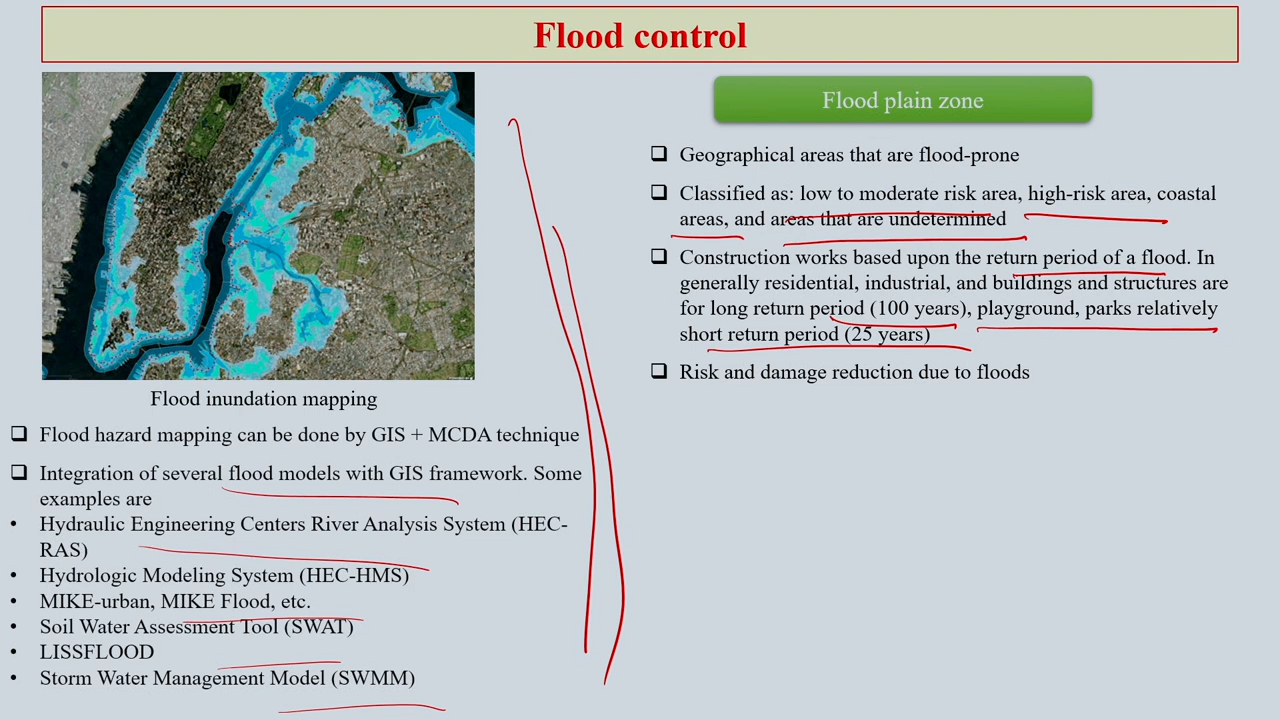 Flood control
Flood inundation mapping
❑ Flood hazard mapping can be done by GIS + MCDA technique
❑ Integration of several flood models with GIS framework. Some
examples are
• Hydraulic Engineering Centers River Analysis System (HEC-
RAS)
• Hydrologic Modeling System (HEC-HMS)
• MIKE-urban, MIKE Flood, etc.
• Soil Water Assessment Tool (SWAT)
• LISSFLOOD
• Storm Water Management Model (SWMM)
Flood plain zone
❑ Geographical areas that are flood-prone
❑ Classified as: low to moderate risk area, high-risk area, coastal
areas, and areas that are undetermined
❑ Construction works based upon the return period of a flood. In
generally residential, industrial, and buildings and structures are
for long return period (100 years), playground, parks relatively
short return period (25 years)
❑ Risk and damage reduction due to floods